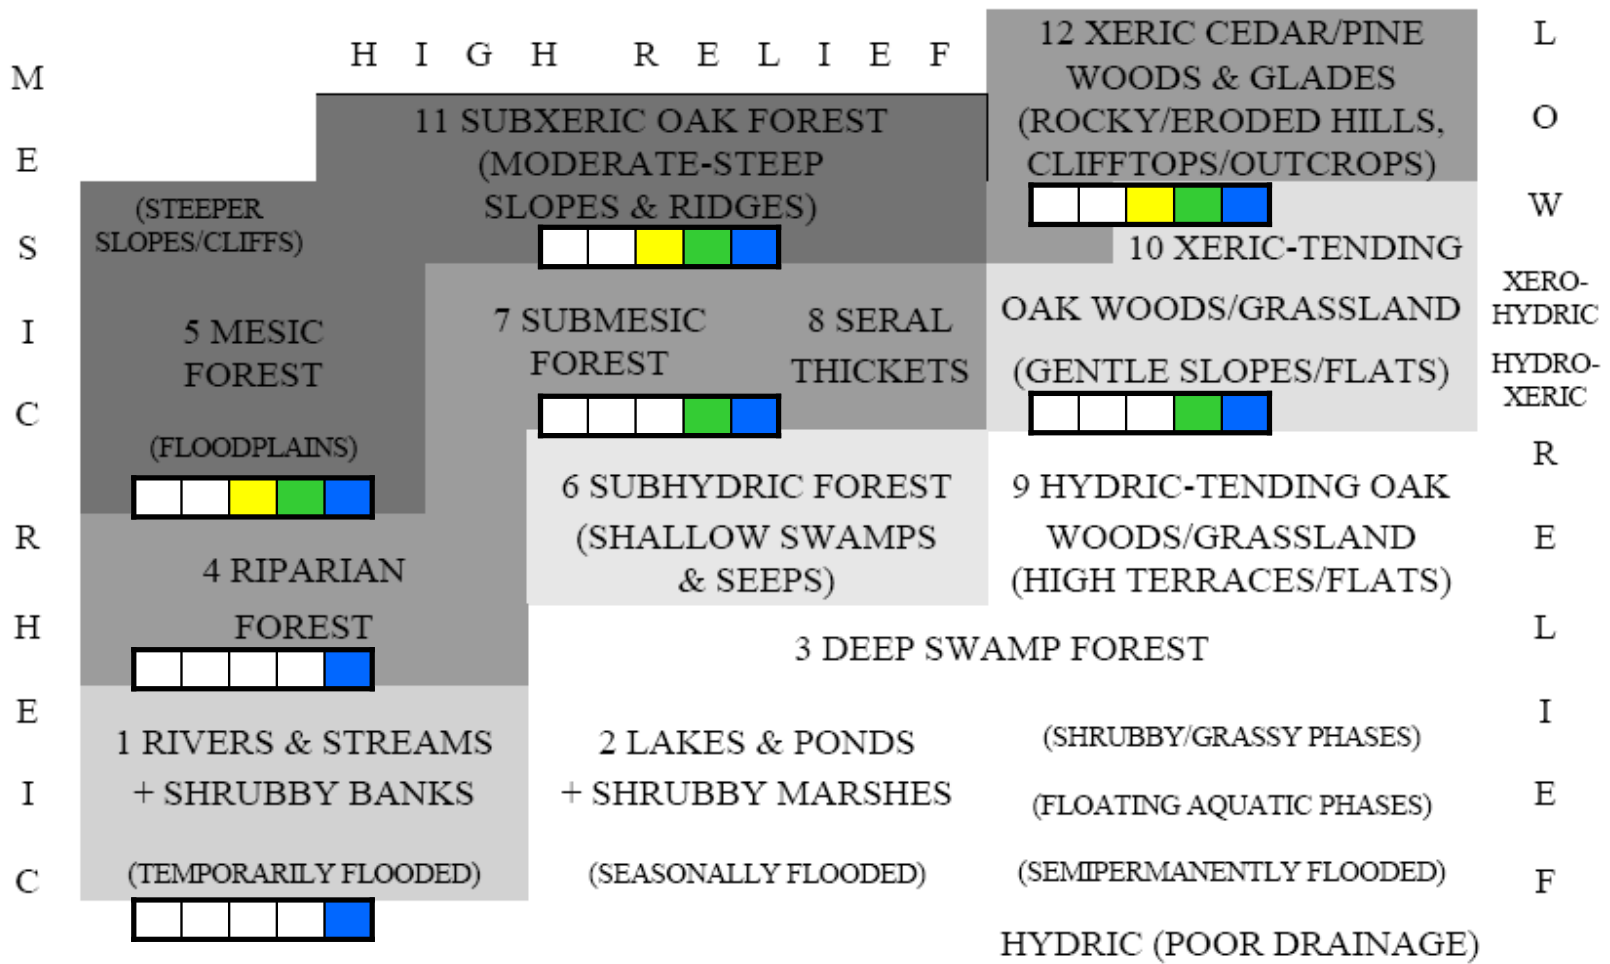 H I G H R E L I E F
12 XERIC CEDAR/PINE
WOODS & GLADES
(ROCKY/ERODED HILLS,
CLIFFTOPS/OUTCROPS)
11 SUBXERIC OAK FOREST
(MODERATE-STEEP
SLOPES & RIDGES)
(STEEPER
SLOPES/CLIFFS)
5 MESIC
FOREST
(FLOODPLAINS)
7 SUBMESIC
FOREST
8 SERAL
THICKETS
10 XERIC-TENDING
OAK WOODS/GRASSLAND
(GENTLE SLOPES/FLATS)
XERO-
HYDRIC
HYDRO-
XERIC
4 RIPARIAN
FOREST
6 SUBHYDRIC FOREST
(SHALLOW SWAMPS
& SEEPS)
9 HYDRIC-TENDING OAK
WOODS/GRASSLAND
(HIGH TERRACES/FLATS)
3 DEEP SWAMP FOREST
1 RIVERS & STREAMS
+ SHRUBBY BANKS
(TEMPORARILY FLOODED)
2 LAKES & PONDS
+ SHRUBBY MARSHES
(SEASONALLY FLOODED)
(SHRUBBY/GRASSY PHASES)
(FLOATING AQUATIC PHASES)
(SEMIPERMANENTLY FLOODED)
HYDRIC (POOR DRAINAGE)
M E S I C R H E I C
L O W R E L I E F